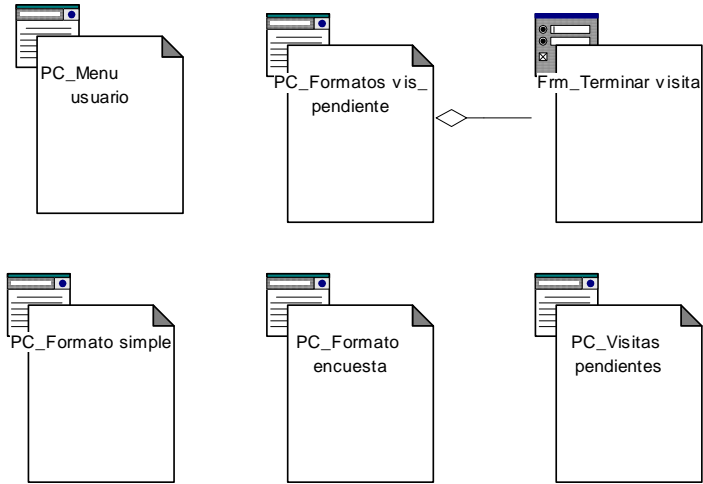 PC_Menu
usuario
PC_Formatos vis_
pendiente
Frm_Terminar visita
PC_Formato simple
PC_Formato
encuesta
PC_Visitas
pendientes